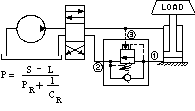 LOAD
③
①
②
P = S – L / P_R + 1/C_R